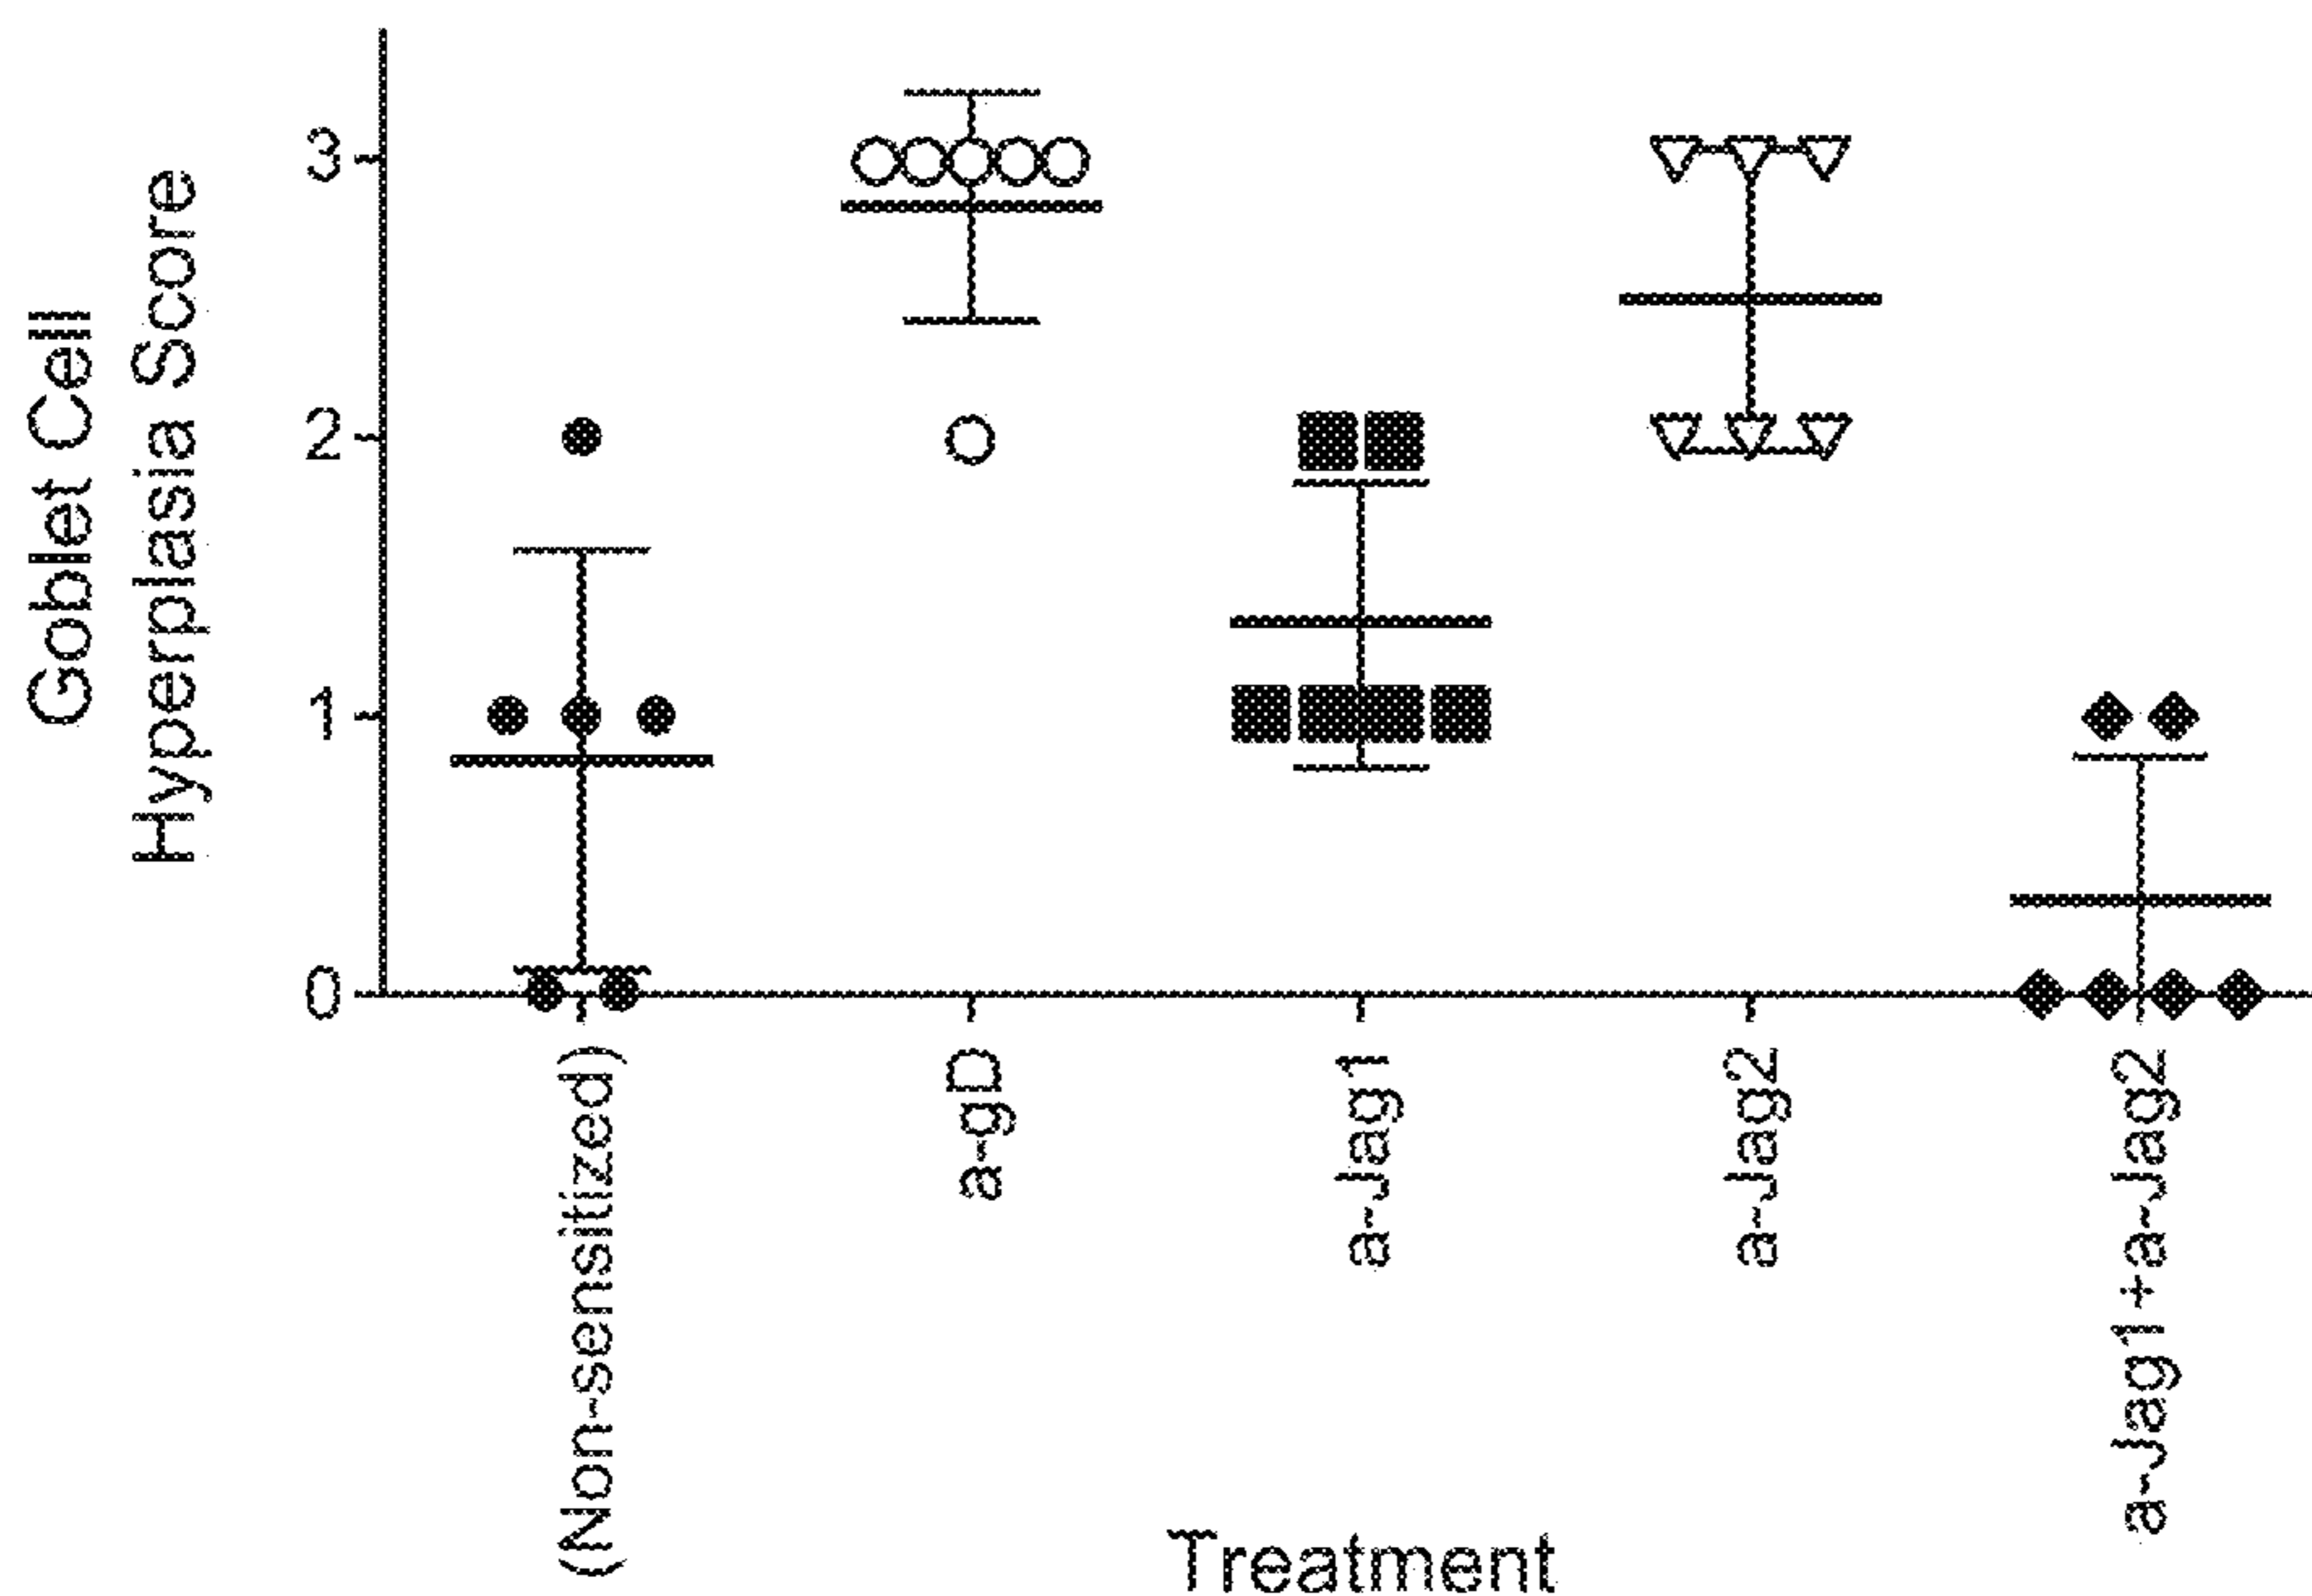 Goblet Cell
Hyperplasia Score
3
2
1
0
(Non-sensitized)
a-gD
a-Jag1
a-Jag2
a-Jag1+a-Jag2
Treatment